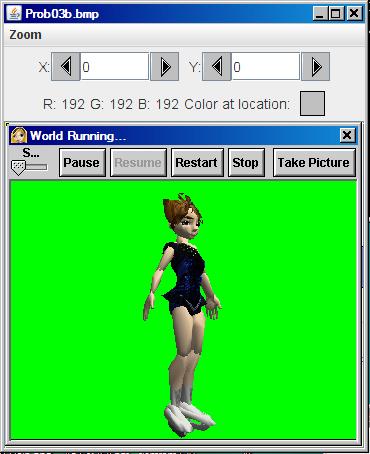 Prob03b.bmp
Zoom
X: 0 Y: 0
R: 192 G: 192 B: 192 Color at location:
World Running...
S...
Pause Resume Restart Stop Take Picture